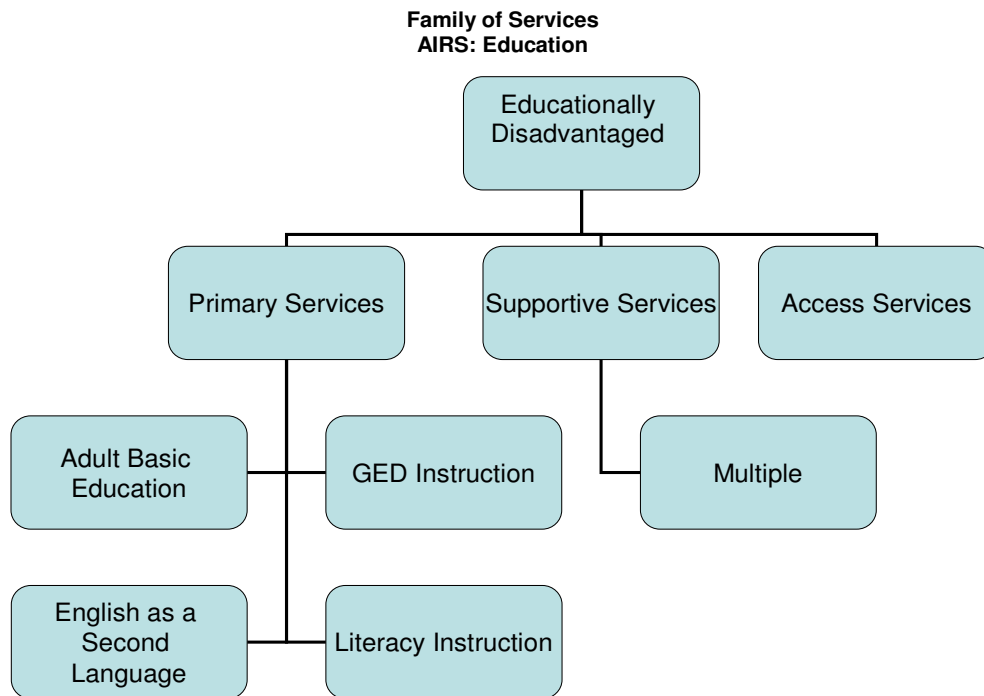 Family of Services
AIRS: Education
Educationally
Disadvantaged
Primary Services
Supportive Services
Access Services
Adult Basic
Education
GED Instruction
Multiple
English as a
Second
Language
Literacy Instruction